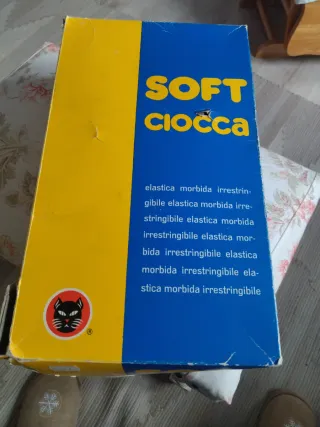 SOFT
CIOCCA
elastica morbida irrestrin-
gibile elastica morbida irre-
stringibile elastica morbida
irrestringibile elastica mor-
bida irrestringibile elastica
morbida irrestringibile ela-
stica morbida irrestringibile
®